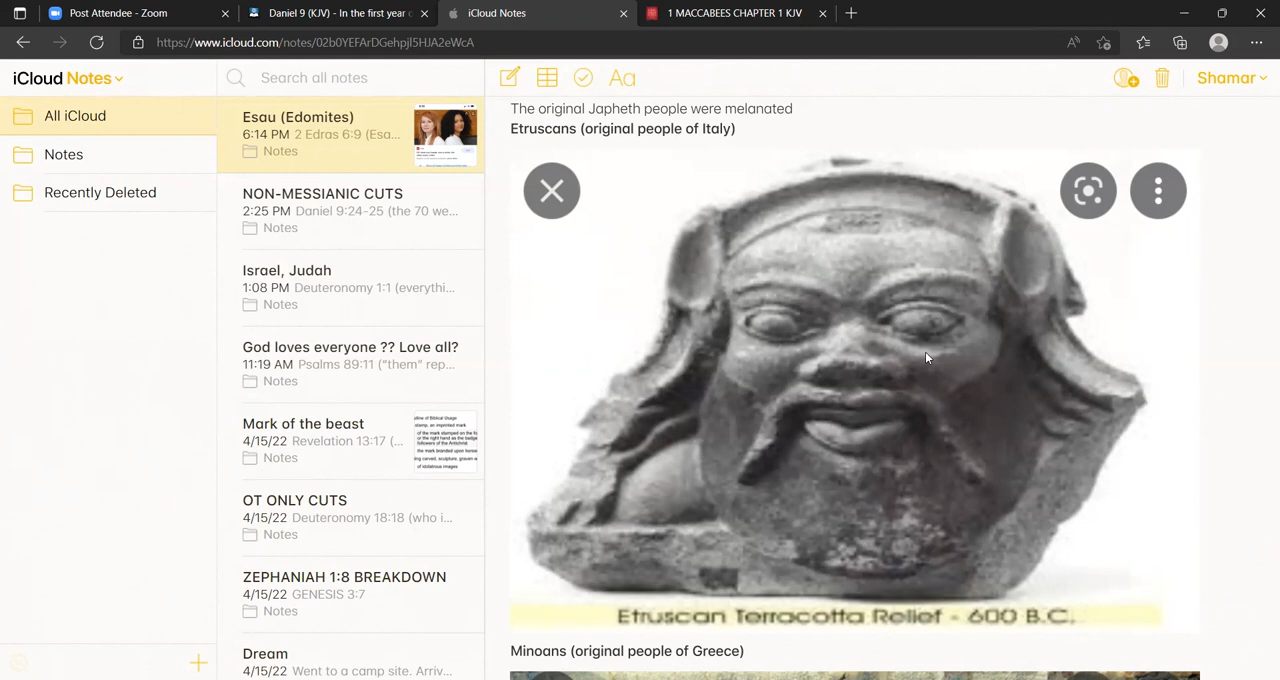 Post Attendee - Zoom
Daniel 9 (KJV) - In the first year
iCloud Notes
1 MACCABEES CHAPTER 1 KJV
https://www.icloud.com/notes/02b0YEFArDGehpjl5HJA2eWcA
iCloud Notes
Search all notes
Aa
Shamar
All iCloud
Notes
Recently Deleted
Esau (Edomites)
6:14 PM 2 Edras 6:9 (Esa...
Notes
NON-MESSIANIC CUTS
2:25 PM Daniel 9:24-25 (the 70 we...
Notes
Israel, Judah
1:08 PM Deuteronomy 1:1 (everythi...
Notes
God loves everyone ?? Love all?
11:19 AM Psalms 89:11 ("them" rep...
Notes
Mark of the beast
4/15/22 Revelation 13:17 (...
Notes
OT ONLY CUTS
4/15/22 Deuteronomy 18:18 (who i...
Notes
ZEPHANIAH 1:8 BREAKDOWN
4/15/22 GENESIS 3:7
Notes
Dream
4/15/22 Went to a camp site. Arriv...
The original Japheth people were melanated
Etruscans (original people of Italy)
Etruscan Terracotta Relief - 600 B.C.
Minoans (original people of Greece)